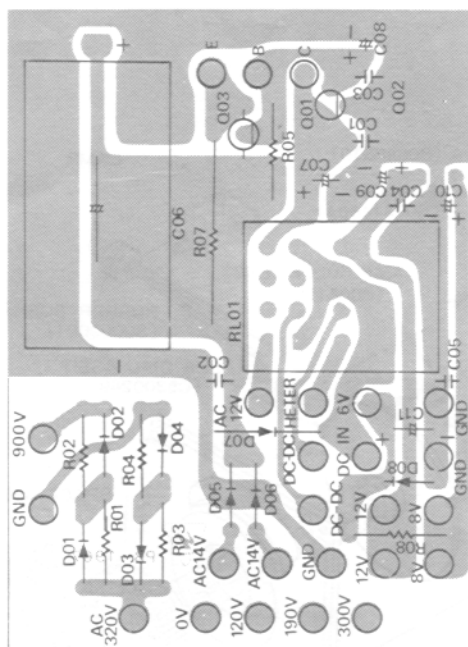 E
B
C
C08
Q03
Q01
C03
Q02
C01
R05
C07
C09
C04
C10
C06
R07
RL01
C02
C05
AC
12V
HETER
6V
D07
DC-DC
DC IN
C11
GND
900V
R02
D02
R04
D04
D05
D06
DC-DC
D08
GND
D01
R01
D03
R03
AC14V
AC14V
GND
12V
8V
R08
12V
8V
AC
320V
0V
120V
190V
300V